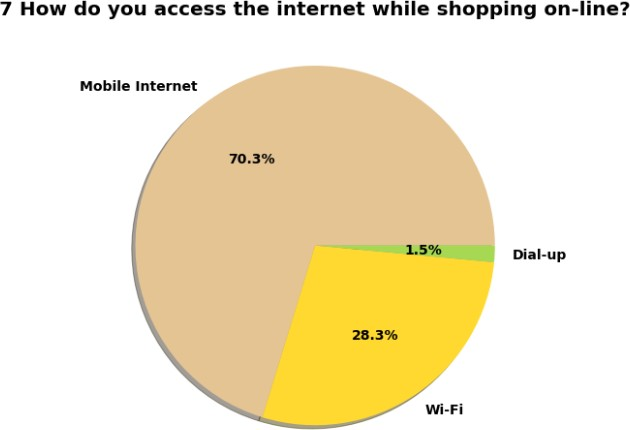 7 How do you access the internet while shopping on-line?
Mobile Internet
70.3%
1.5%
Dial-up
28.3%
Wi-Fi